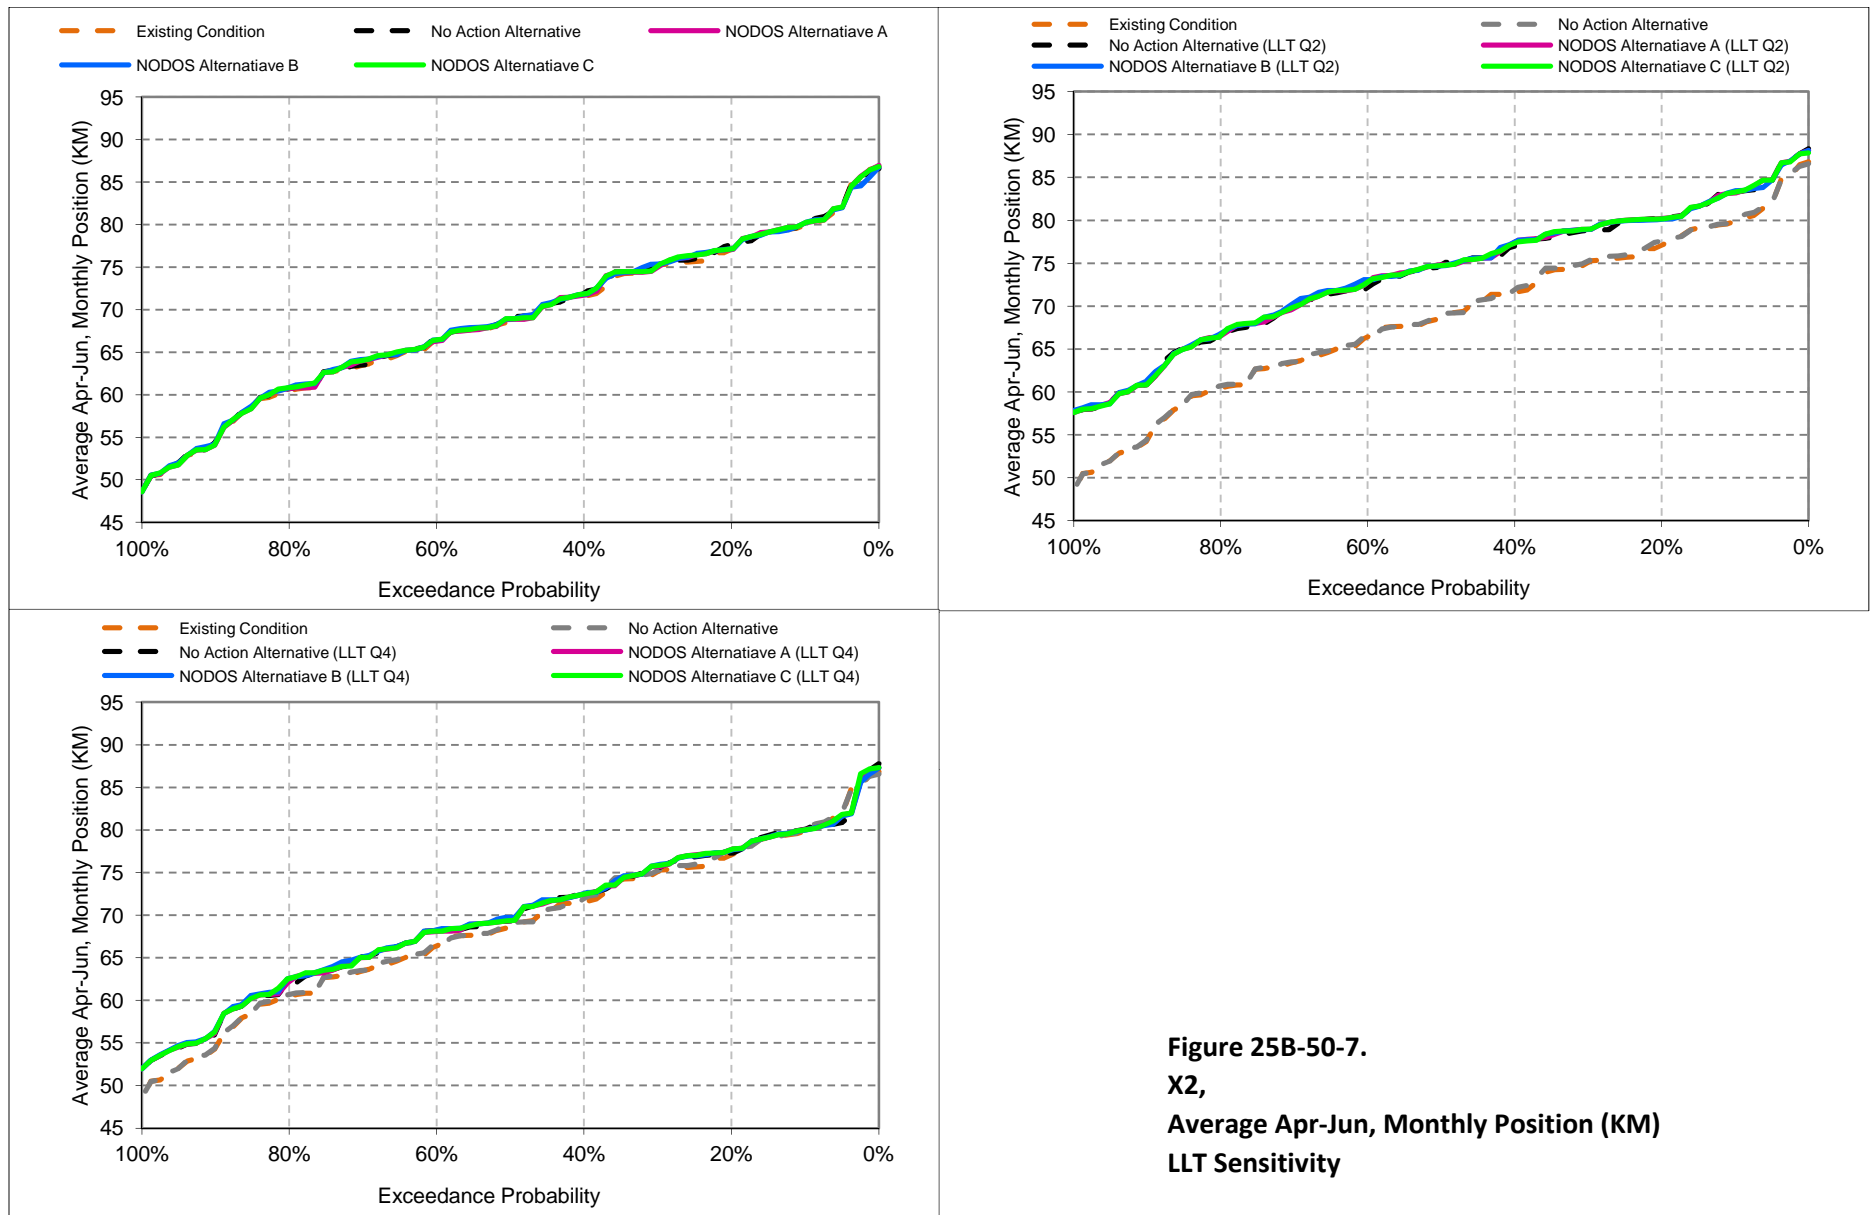 Existing Condition No Action Alternative NODOS Alternatiave A
NODOS Alternatiave B NODOS Alternatiave C
Average Apr-Jun, Monthly Position (KM)
95
90
85
80
75
70
65
60
55
50
45
100% 80% 60% 40% 20% 0%
Exceedance Probability
Existing Condition No Action Alternative
No Action Alternative (LLT Q2) NODOS Alternatiave A (LLT Q2)
NODOS Alternatiave B (LLT Q2) NODOS Alternatiave C (LLT Q2)
Average Apr-Jun, Monthly Position (KM)
95
90
85
80
75
70
65
60
55
50
45
100% 80% 60% 40% 20% 0%
Exceedance Probability
Existing Condition No Action Alternative
No Action Alternative (LLT Q4) NODOS Alternatiave A (LLT Q4)
NODOS Alternatiave B (LLT Q4) NODOS Alternatiave C (LLT Q4)
Average Apr-Jun, Monthly Position (KM)
95
90
85
80
75
70
65
60
55
50
45
100% 80% 60% 40% 20% 0%
Exceedance Probability
Figure 25B-50-7.
X2,
Average Apr-Jun, Monthly Position (KM)
LLT Sensitivity